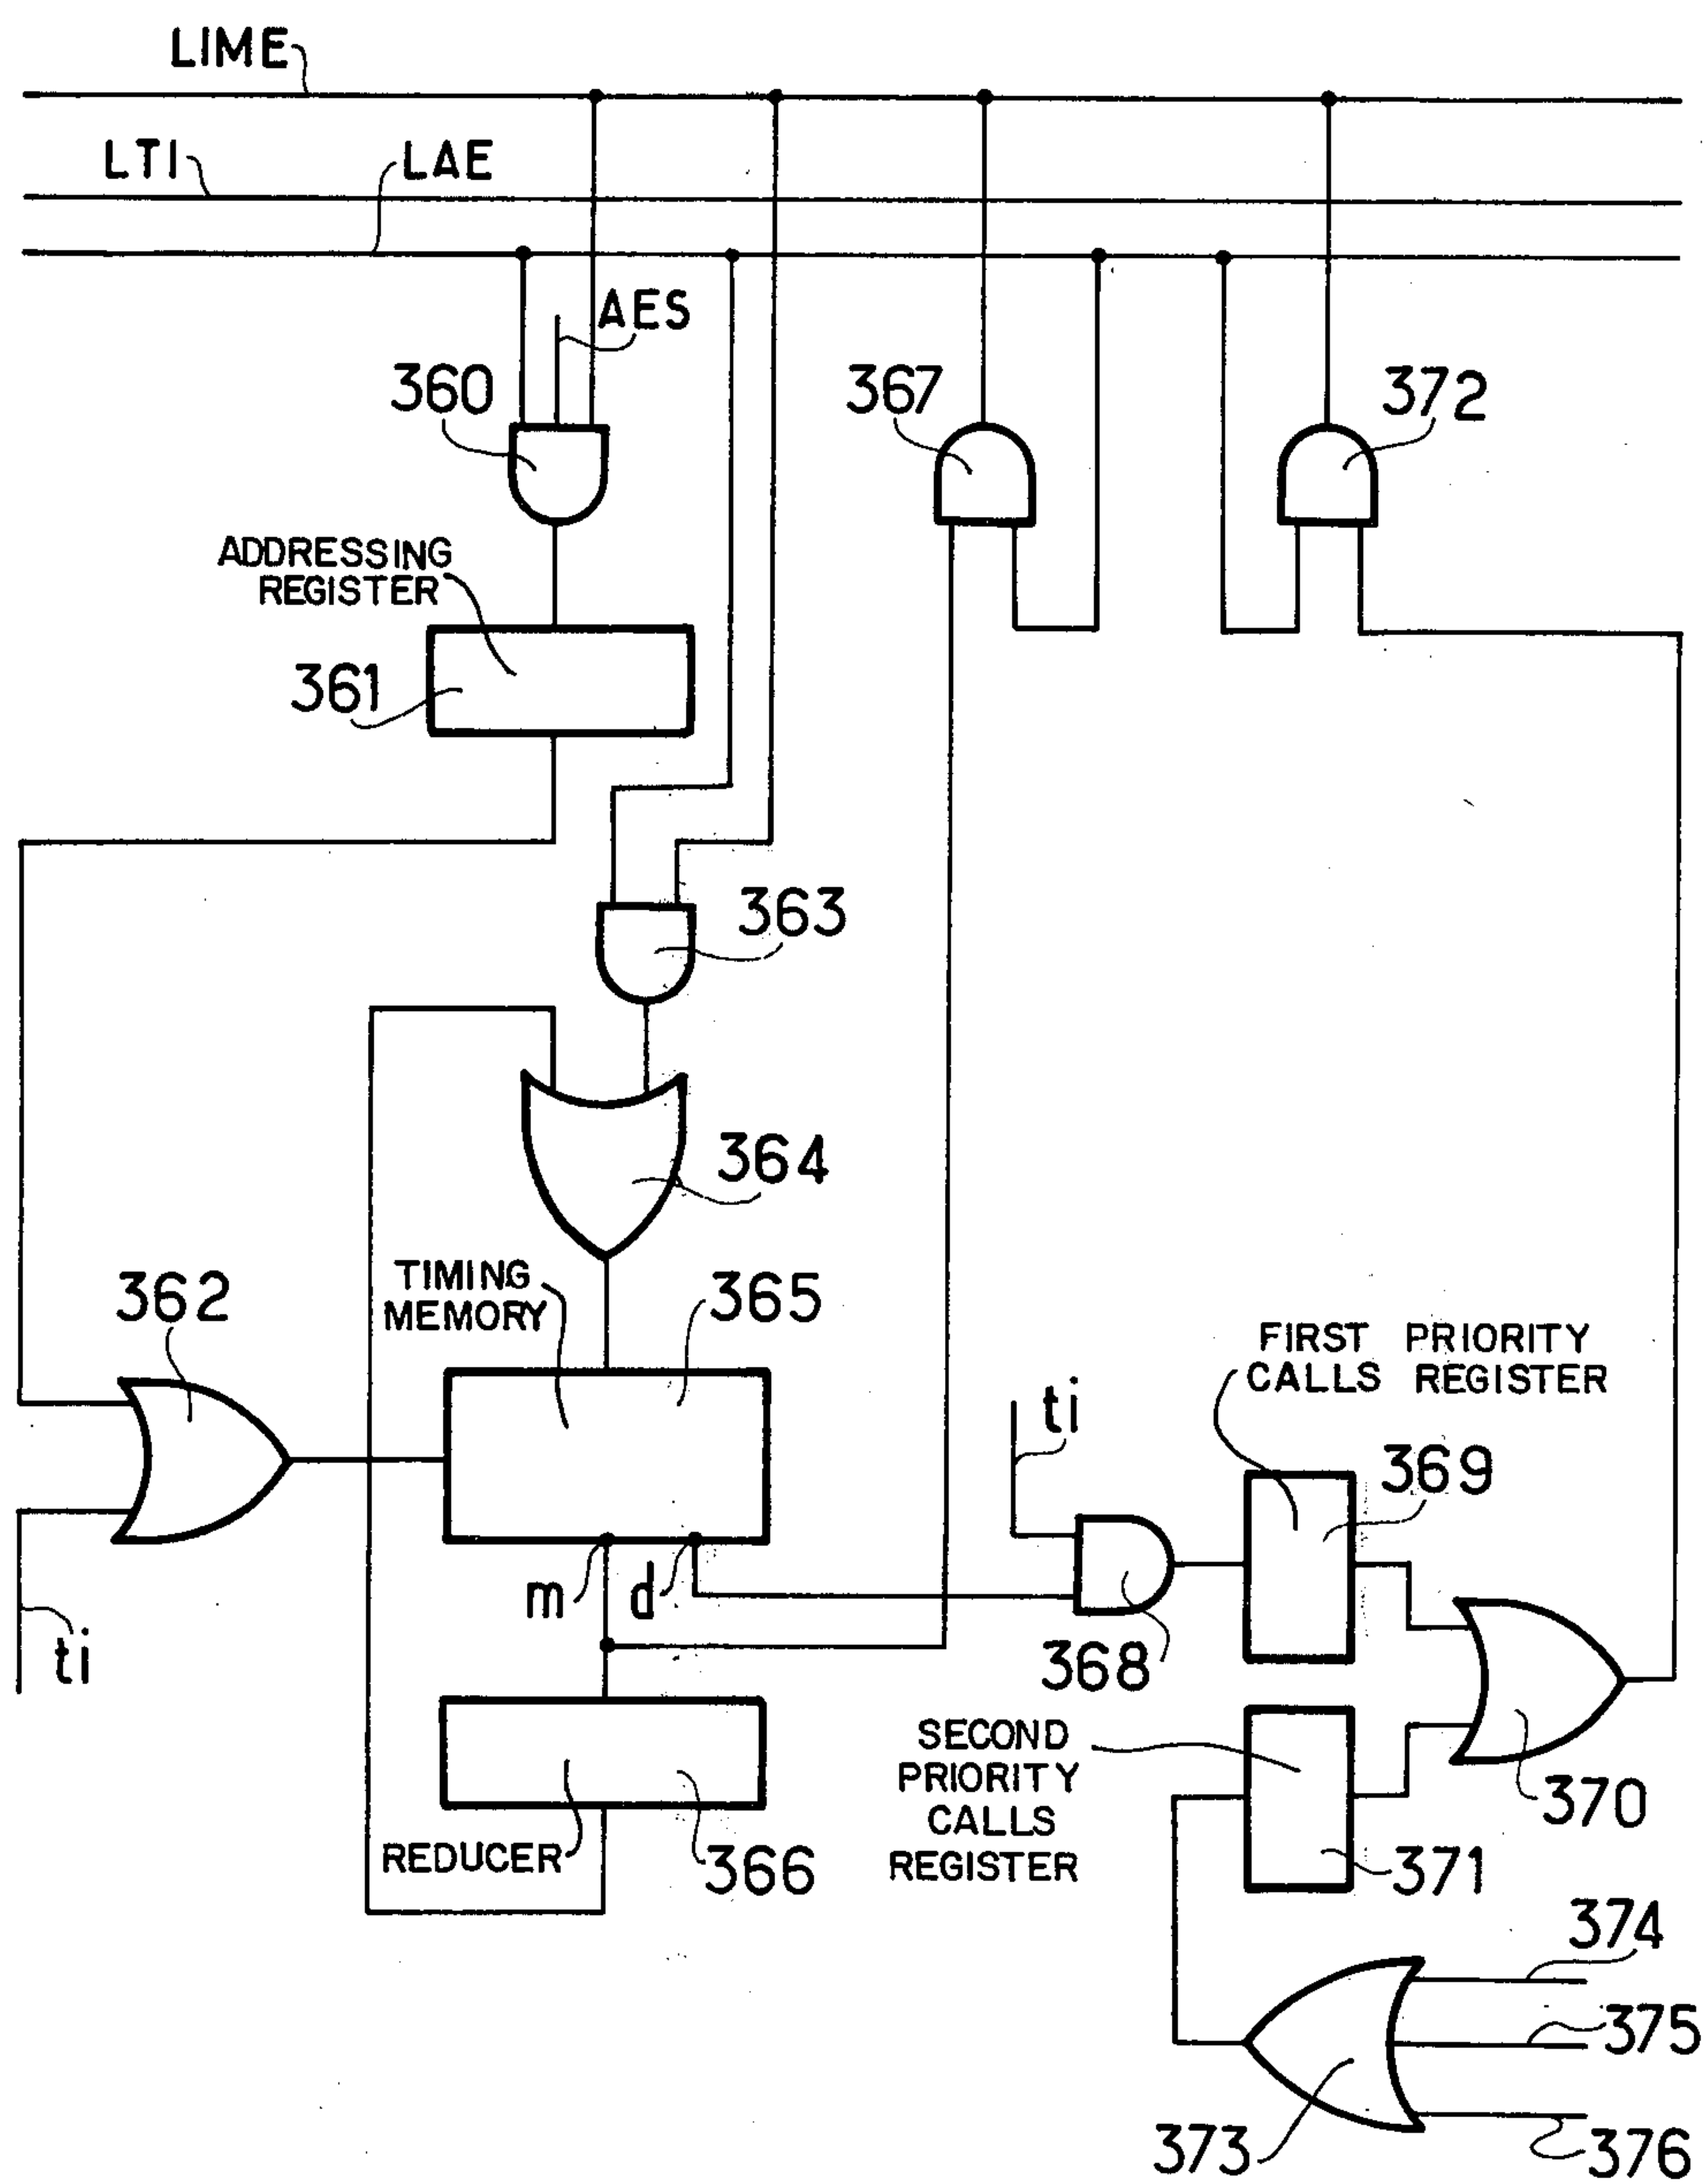 LIME
LTI
LAE
AES
360
367
372
ADDRESSING
REGISTER
361
363
364
TIMING
MEMORY
365
362
FIRST PRIORITY
CALLS REGISTER
ti
369
m
d
ti
368
SECOND
PRIORITY
CALLS
REGISTER
370
REDUCER
366
371
374
375
373
376